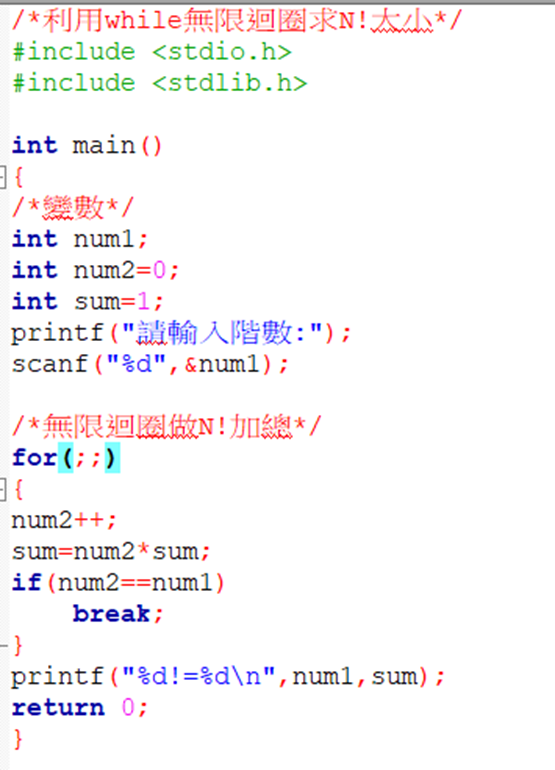 /*利用while無限迴圈求N!大小*/
#include <stdio.h>
#include <stdlib.h>
int main()
{
/*變數*/
int num1;
int num2=0;
int sum=1;
printf("請輸入階數:");
scanf("%d",&num1);
/*無限迴圈做N!加總*/
for(;;)
{
num2++;
sum=num2*sum;
if(num2==num1)
break;
}
printf("%d!=%d\n",num1,sum);
return 0;
}